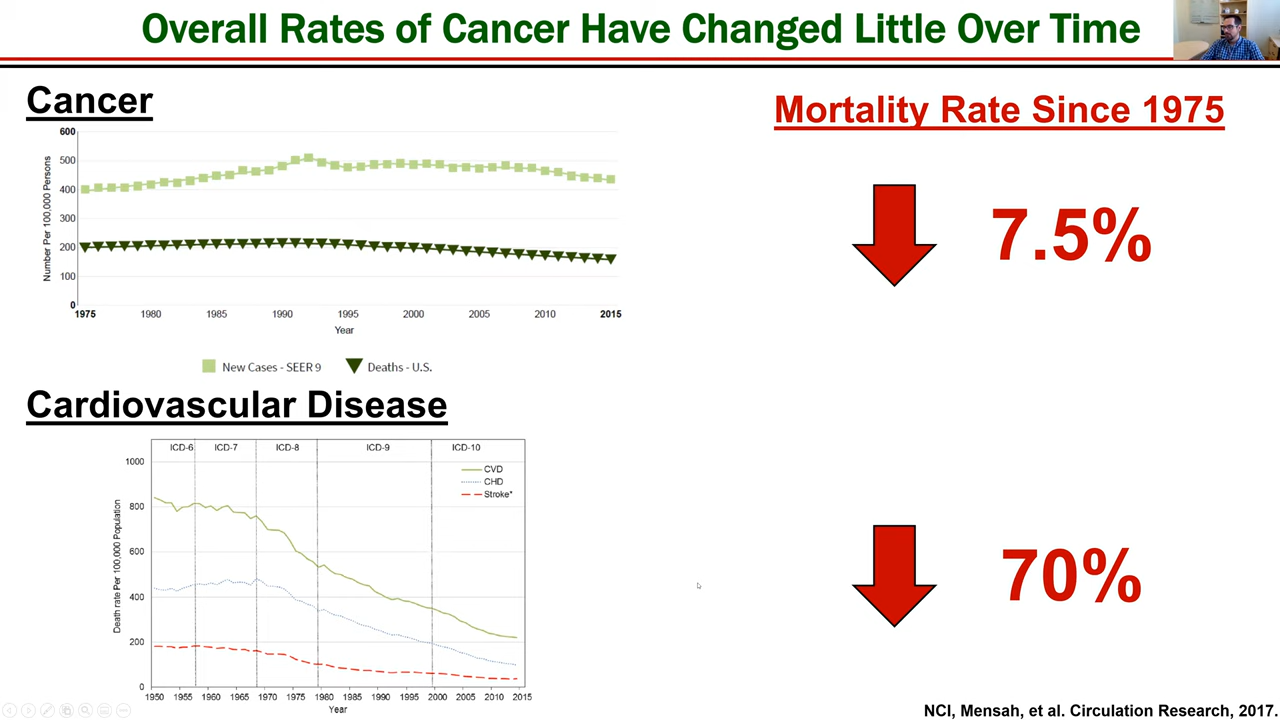 Overall Rates of Cancer Have Changed Little Over Time
Cancer
Mortality Rate Since 1975
600
500
400
300
200
100
0
Number Per 100,000 Persons
1975 1980 1985 1990 1995 2000 2005 2010 2015
Year
New Cases - SEER 9 Deaths - U.S.
7.5%
Cardiovascular Disease
ICD-6 ICD-7 ICD-8 ICD-9 ICD-10
CVD
CHD
Stroke*
1000
800
600
400
200
0
Death rate Per 100,000 Population
1950 1955 1960 1965 1970 1975 1980 1985 1990 1995 2000 2005 2010 2015
Year
70%
NCI, Mensah, et al. Circulation Research, 2017.